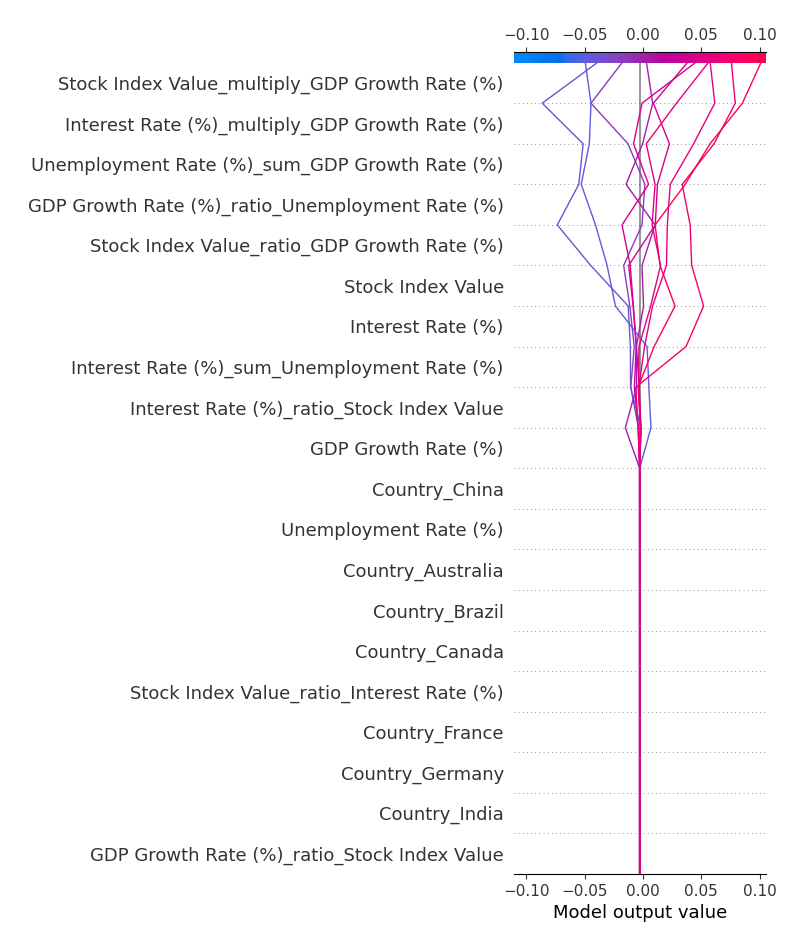 −0.10 −0.05 0.00 0.05 0.10
Stock Index Value_multiply_GDP Growth Rate (%)
Interest Rate (%)_multiply_GDP Growth Rate (%)
Unemployment Rate (%)_sum_GDP Growth Rate (%)
GDP Growth Rate (%)_ratio_Unemployment Rate (%)
Stock Index Value_ratio_GDP Growth Rate (%)
Stock Index Value
Interest Rate (%)
Interest Rate (%)_sum_Unemployment Rate (%)
Interest Rate (%)_ratio_Stock Index Value
GDP Growth Rate (%)
Country_China
Unemployment Rate (%)
Country_Australia
Country_Brazil
Country_Canada
Stock Index Value_ratio_Interest Rate (%)
Country_France
Country_Germany
Country_India
GDP Growth Rate (%)_ratio_Stock Index Value
−0.10 −0.05 0.00 0.05 0.10
Model output value